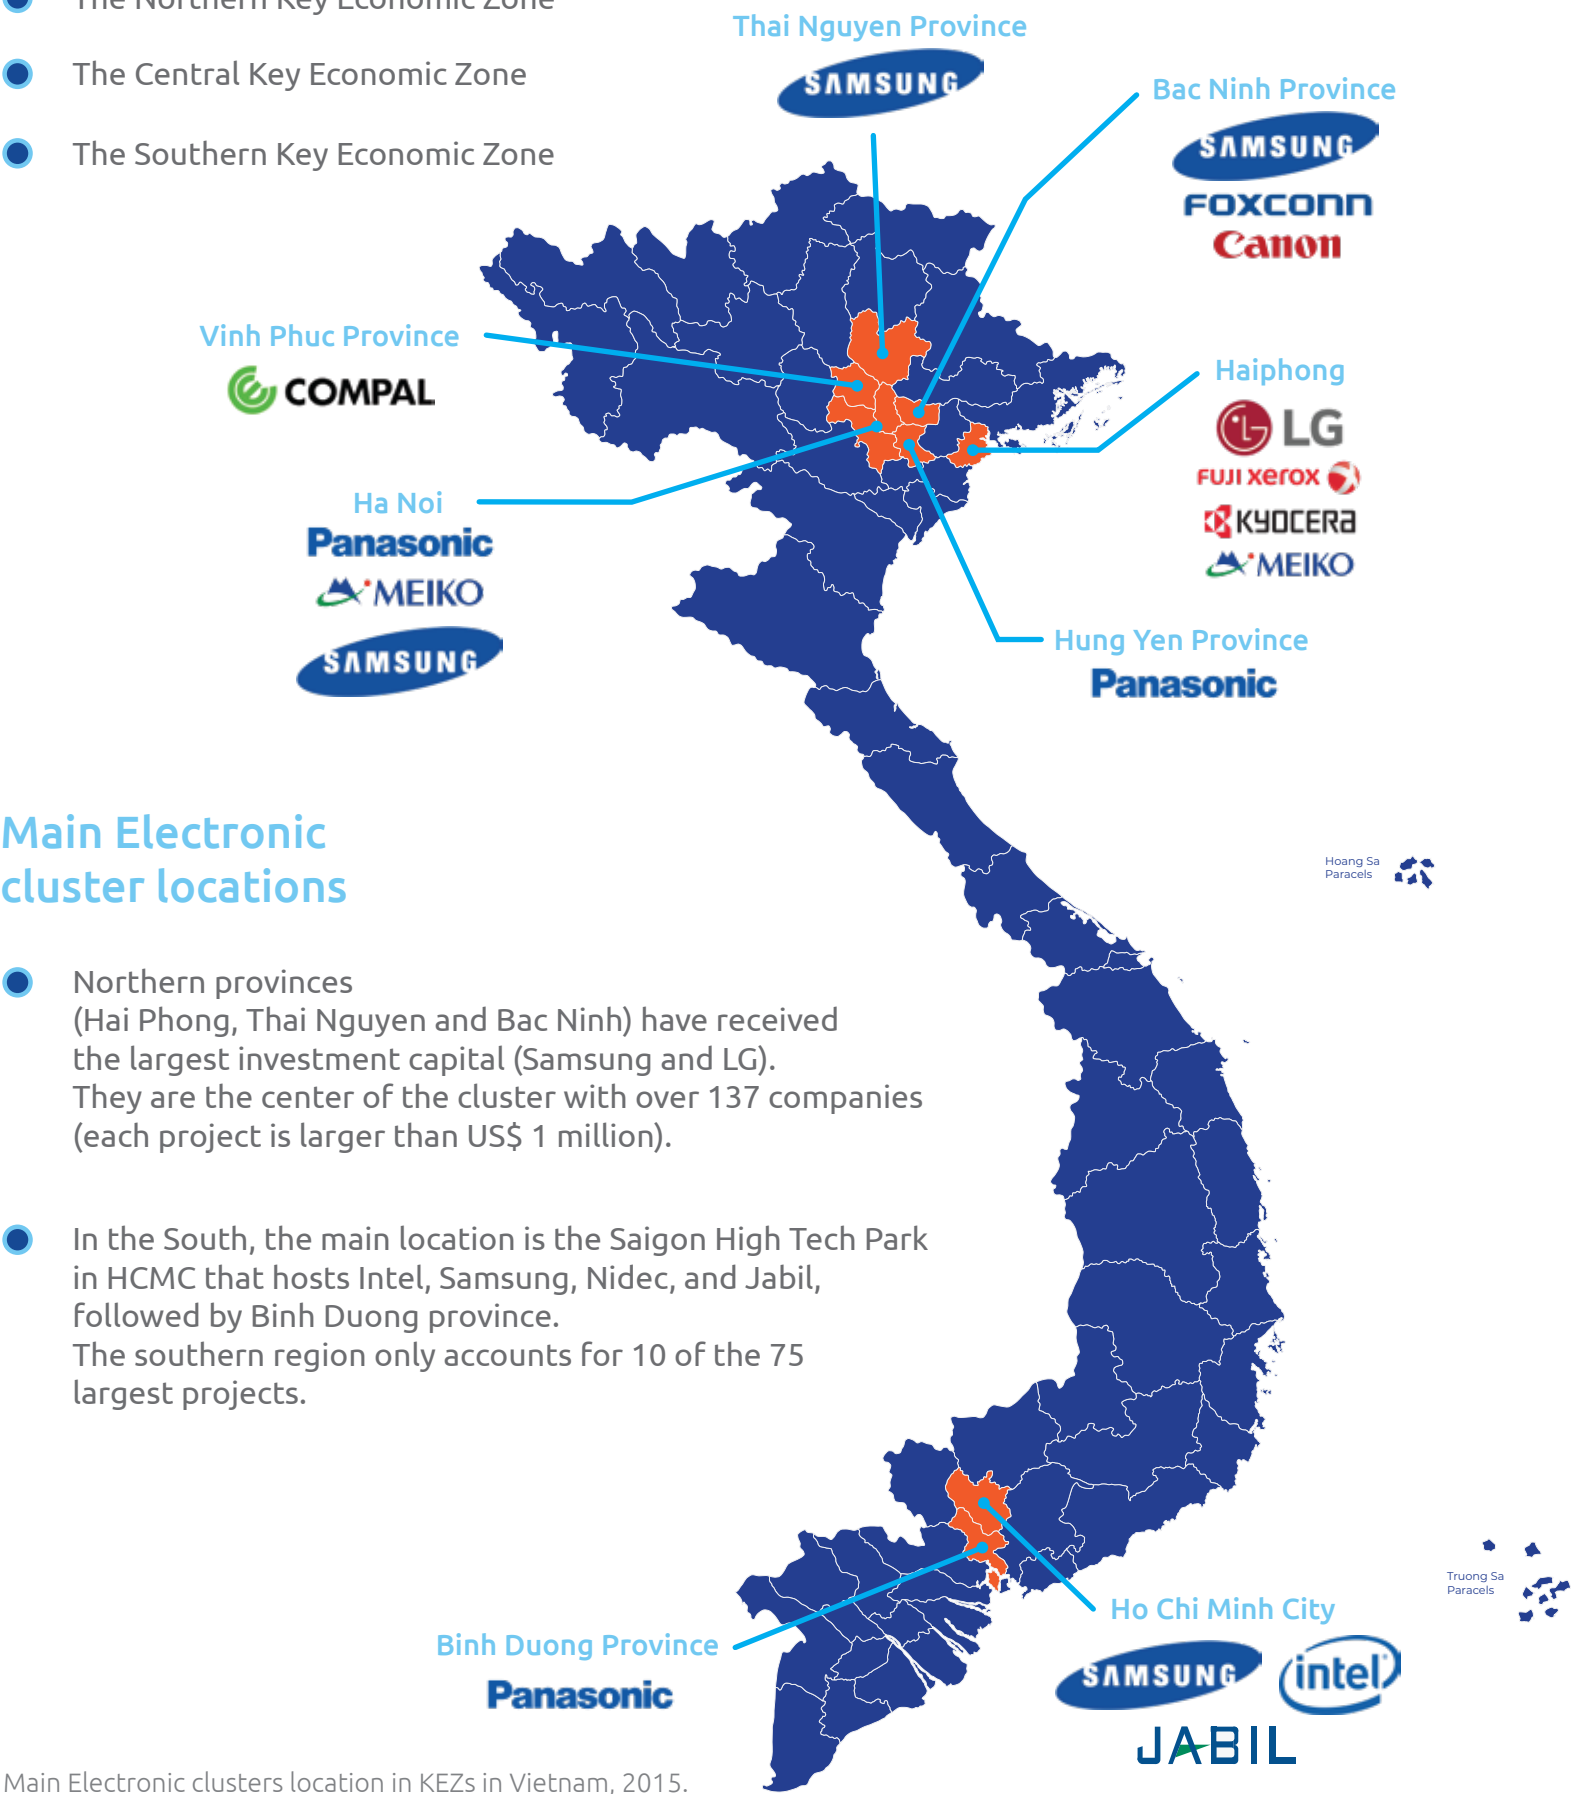 The Northern Key Economic Zone
The Central Key Economic Zone
The Southern Key Economic Zone
Thai Nguyen Province
SAMSUNG
Bac Ninh Province
SAMSUNG
FOXCONN
Canon
Vinh Phuc Province
COMPAL
Haiphong
LG
FUJI xerox
KYOCERA
MEIKO
Ha Noi
Panasonic
MEIKO
SAMSUNG
Hung Yen Province
Panasonic
Main Electronic
cluster locations
Hoang Sa
Paracels
Northern provinces
(Hai Phong, Thai Nguyen and Bac Ninh) have received
the largest investment capital (Samsung and LG).
They are the center of the cluster with over 137 companies
(each project is larger than US$ 1 million).
In the South, the main location is the Saigon High Tech Park
in HCMC that hosts Intel, Samsung, Nidec, and Jabil,
followed by Binh Duong province.
The southern region only accounts for 10 of the 75
largest projects.
Truong Sa
Paracels
Ho Chi Minh City
SAMSUNG
intel
JABIL
Binh Duong Province
Panasonic
Main Electronic clusters location in KEZs in Vietnam, 2015.